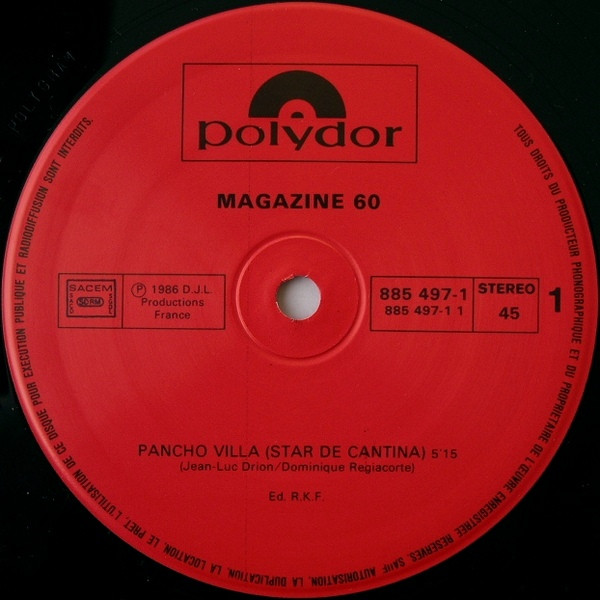 polydor
MAGAZINE 60
SACEM
SDRM
Ⓟ 1986 D.J.L
Productions
France
885 497-1
885 497-1 1
STEREO
45
1
PANCHO VILLA (STAR DE CANTINA) 5'15
(Jean-Luc Drion/Dominique Regiacorte)
Ed. R.K.F.
TOUS DROITS DU PRODUCTEUR PHONOGRAPHIQUE ET DU PROPRIETAIRE DE L'ŒUVRE ENREGISTREE RESERVES. SAUF AUTORISATION, LA DUPLICATION, LA LOCATION, LE PRET, L'UTILISATION DE CE DISQUE POUR EXECUTION PUBLIQUE ET RADIODIFFUSION SONT INTERDITS.